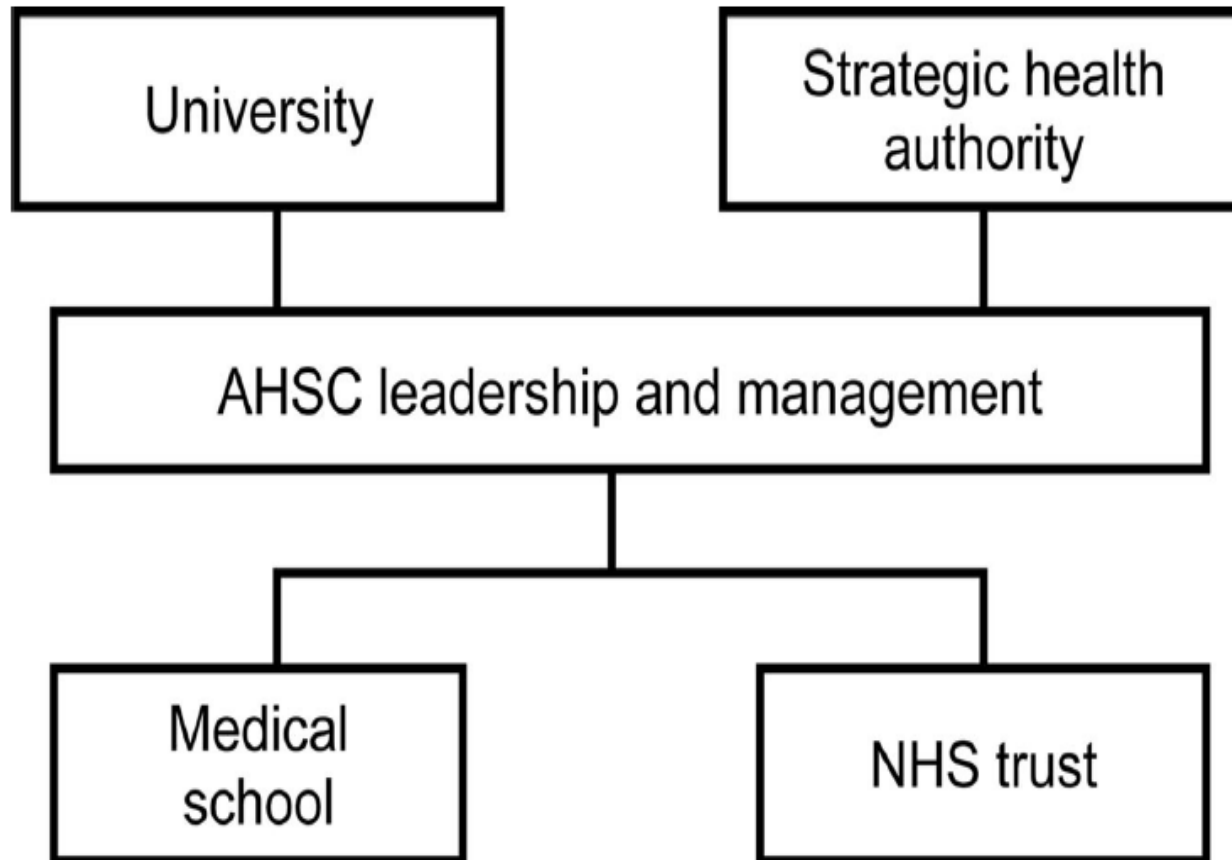 University
Strategic health
authority
AHSC leadership and management
Medical
school
NHS trust